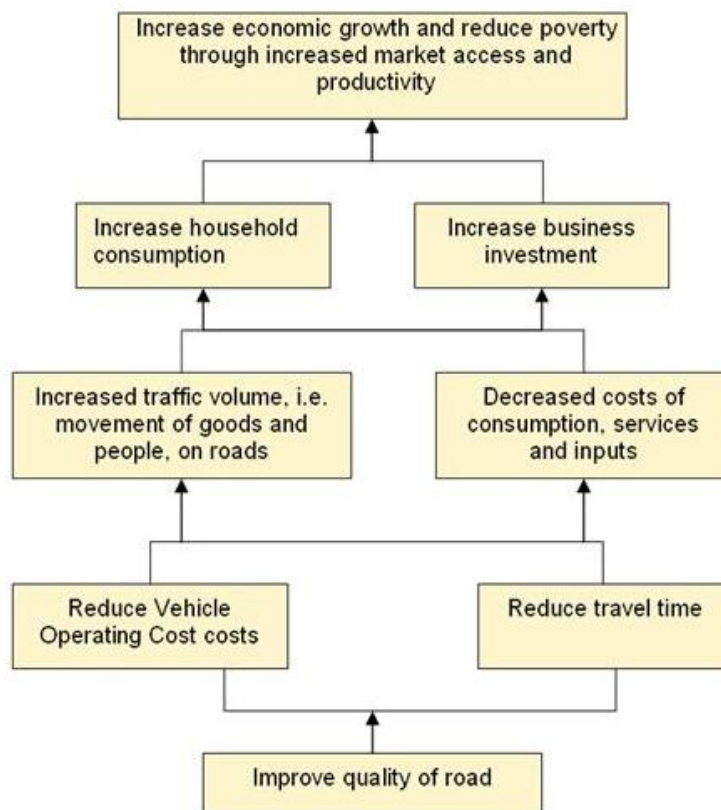 Increase economic growth and reduce poverty
through increased market access and
productivity
Increase household
consumption
Increase business
investment
Increased traffic volume, i.e.
movement of goods and
people, on roads
Decreased costs of
consumption, services
and inputs
Reduce Vehicle
Operating Cost costs
Reduce travel time
Improve quality of road